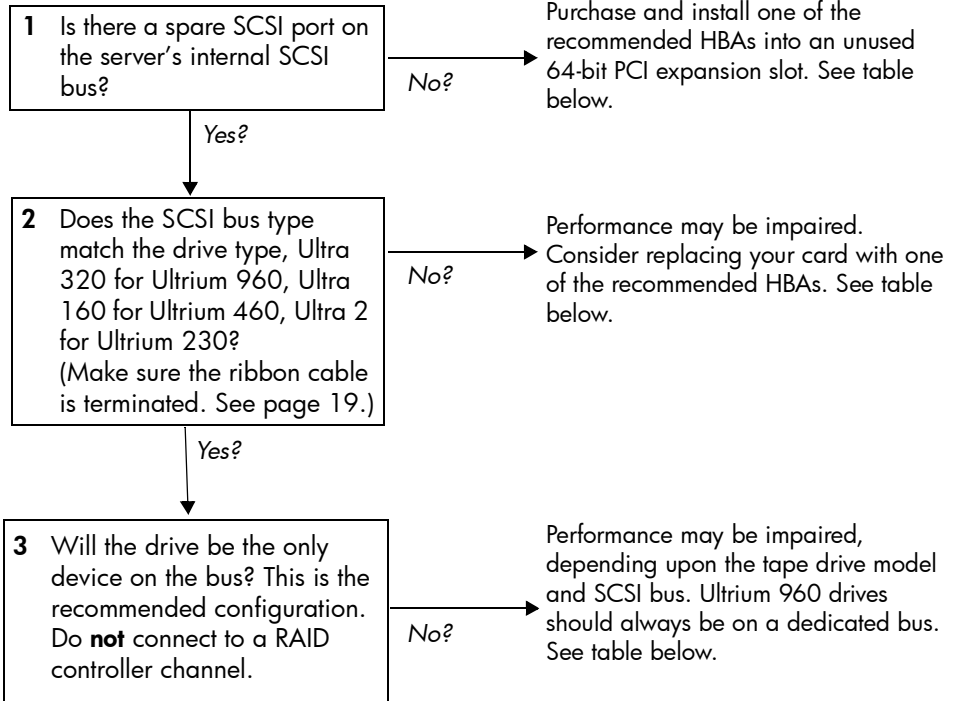 1 Is there a spare SCSI port on
the server's internal SCSI
bus?
No?
Purchase and install one of the
recommended HBAs into an unused
64-bit PCI expansion slot. See table
below.
Yes?
2 Does the SCSI bus type
match the drive type, Ultra
320 for Ultrium 960, Ultra
160 for Ultrium 460, Ultra 2
for Ultrium 230?
(Make sure the ribbon cable
is terminated. See page 19.)
No?
Performance may be impaired.
Consider replacing your card with one
of the recommended HBAs. See table
below.
Yes?
3 Will the drive be the only
device on the bus? This is the
recommended configuration.
Do not connect to a RAID
controller channel.
No?
Performance may be impaired,
depending upon the tape drive model
and SCSI bus. Ultrium 960 drives
should always be on a dedicated bus.
See table below.